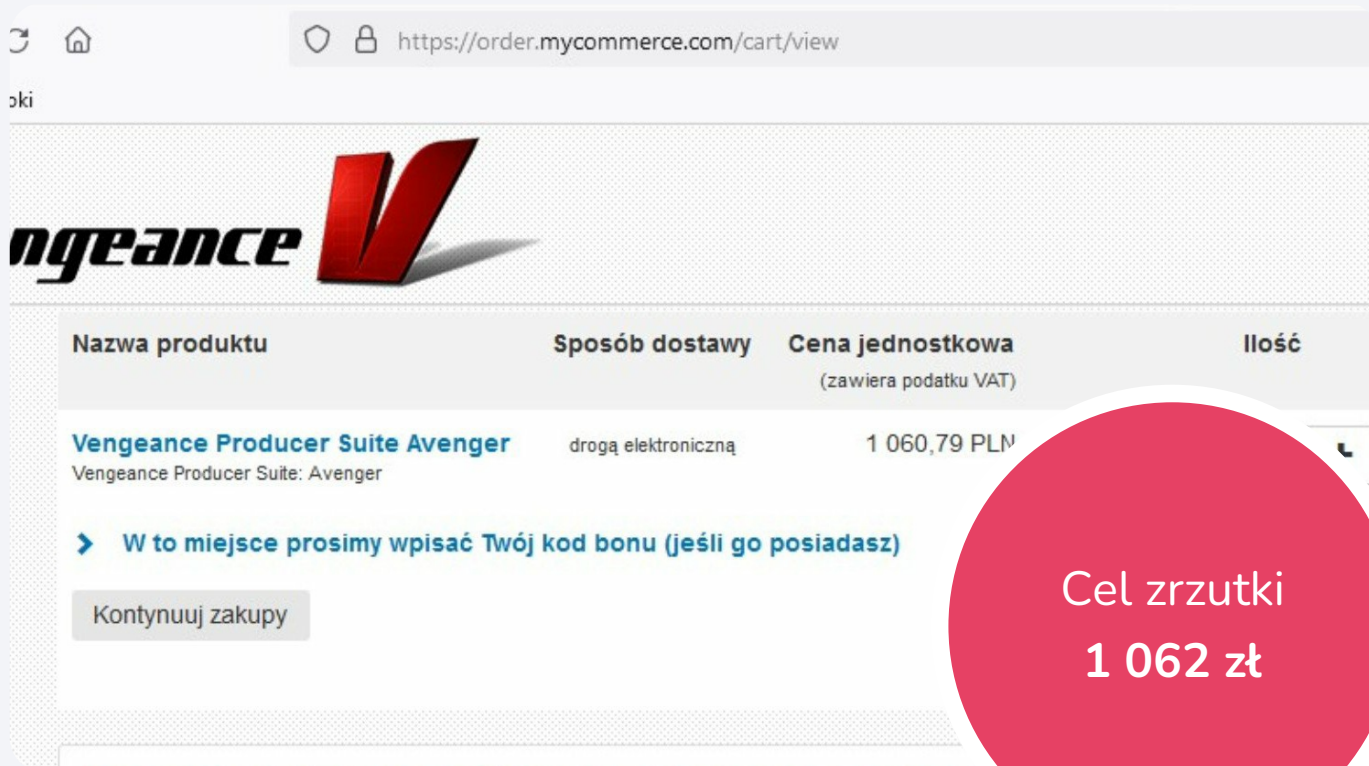 https://order.mycommerce.com/cart/view
Nazwa produktu Sposób dostawy Cena jednostkowa Ilość
(zawiera podatku VAT)
Vengeance Producer Suite Avenger drogą elektroniczną 1 060,79 PLN
Vengeance Producer Suite: Avenger
W to miejsce prosimy wpisać Twój kod bonu (jeśli go posiadasz)
Kontynuuj zakupy
Cel zrzutki
1 062 zł